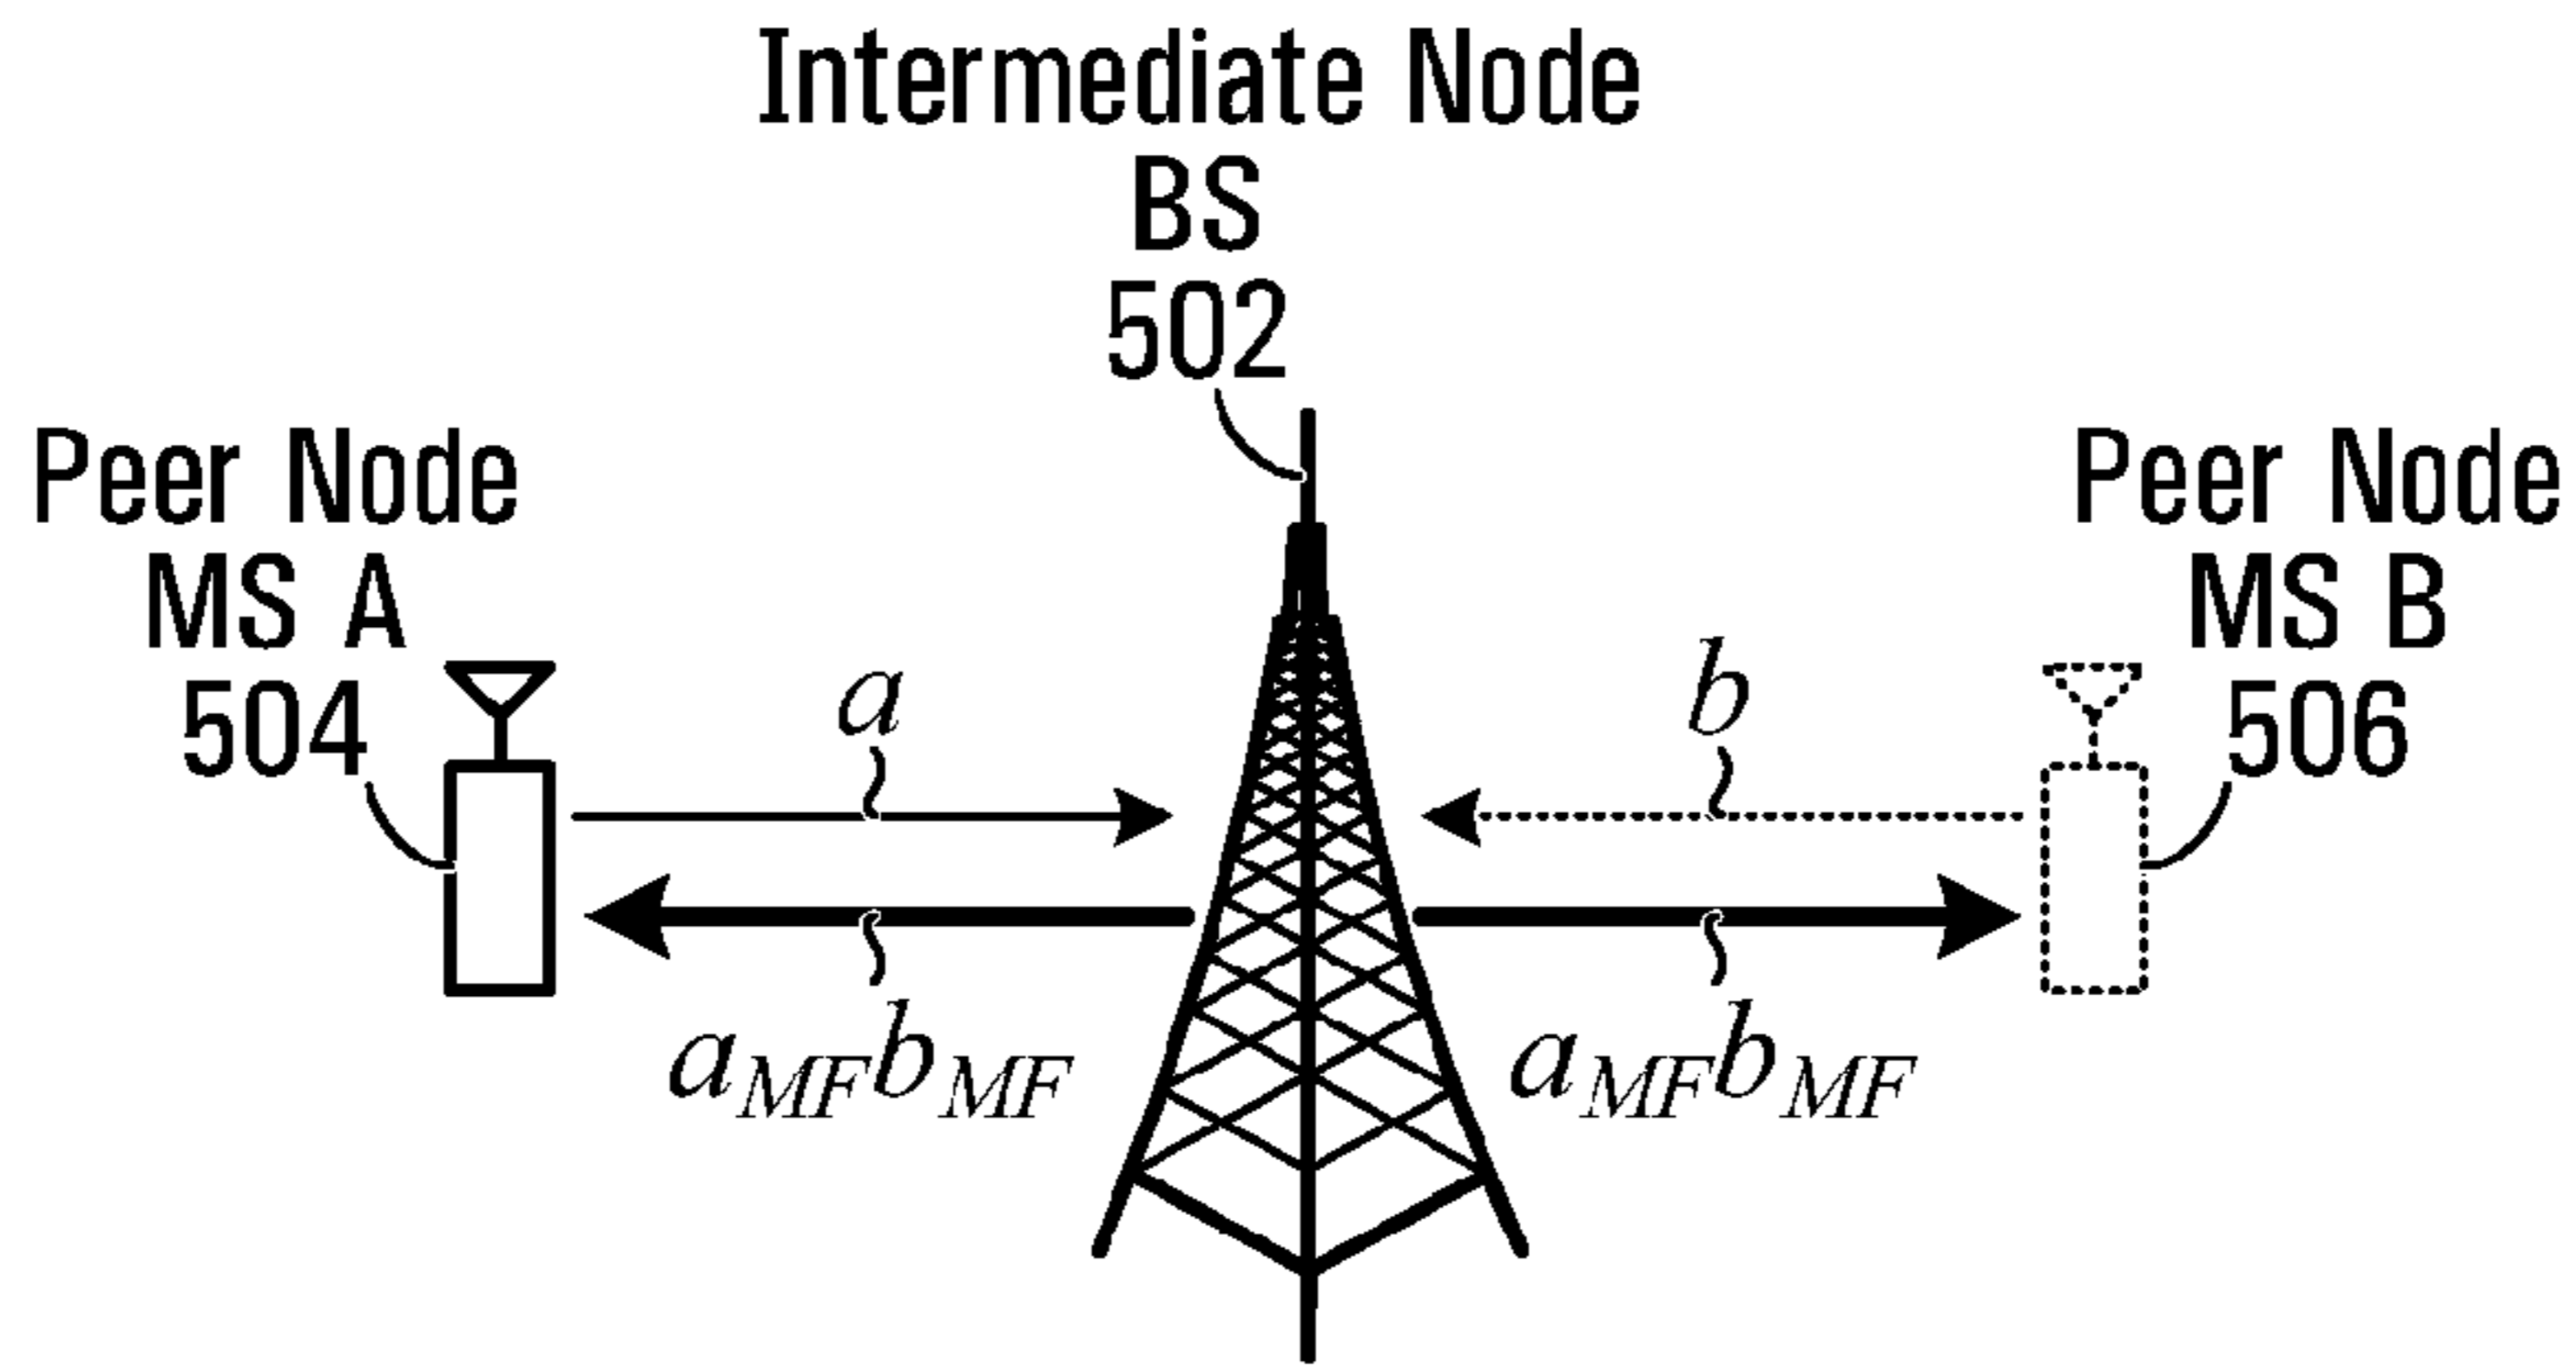 Intermediate Node
BS
502
Peer Node
MS A
504
Peer Node
MS B
506
a
b
a_MF b_MF
a_MF b_MF